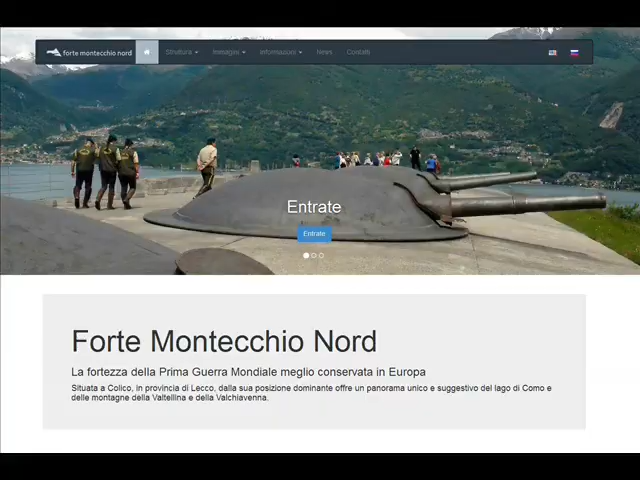 forte montecchio nord Struttura Immagini Informazioni News Contatti
Entrate
Entrate
Forte Montecchio Nord
La fortezza della Prima Guerra Mondiale meglio conservata in Europa
Situata a Colico, in provincia di Lecco, dalla sua posizione dominante offre un panorama unico e suggestivo del lago di Como e
delle montagne della Valtellina e della Valchiavenna.